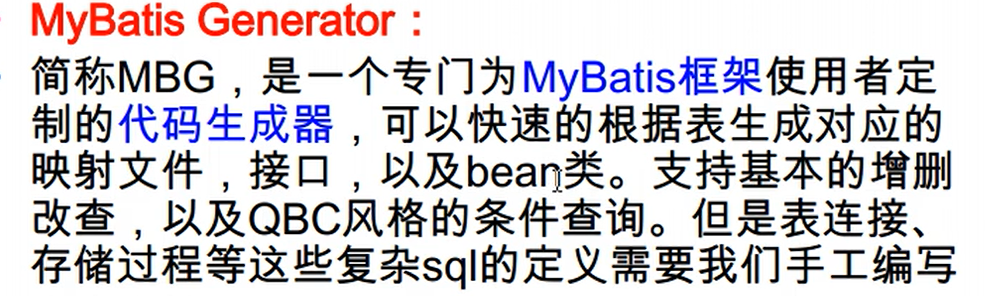 MyBatis Generator：
简称MBG，是一个专门为MyBatis框架使用者定
制的代码生成器，可以快速的根据表生成对应的
映射文件，接口，以及bean类。支持基本的增删
改查，以及QBC风格的条件查询。但是表连接、
存储过程等这些复杂sql的定义需要我们手工编写